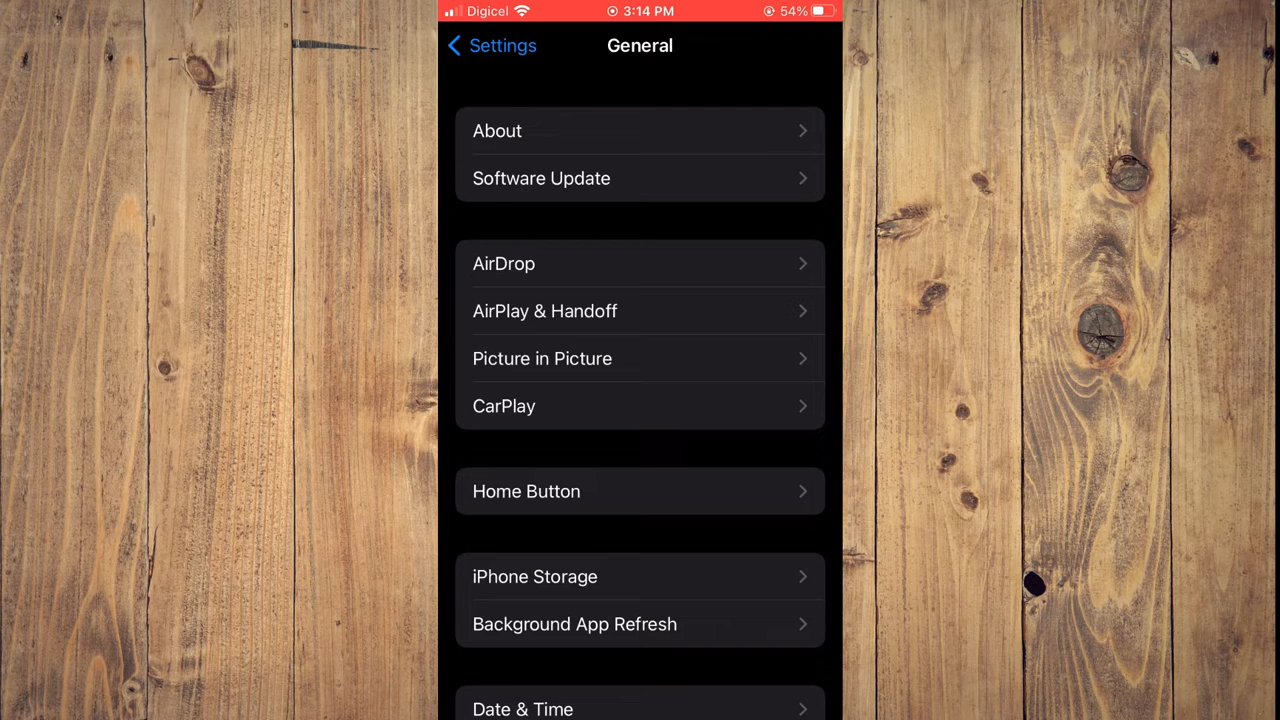 Digicel 3:14 PM 54%
Settings General
About
Software Update
AirDrop
AirPlay & Handoff
Picture in Picture
CarPlay
Home Button
iPhone Storage
Background App Refresh
Date & Time